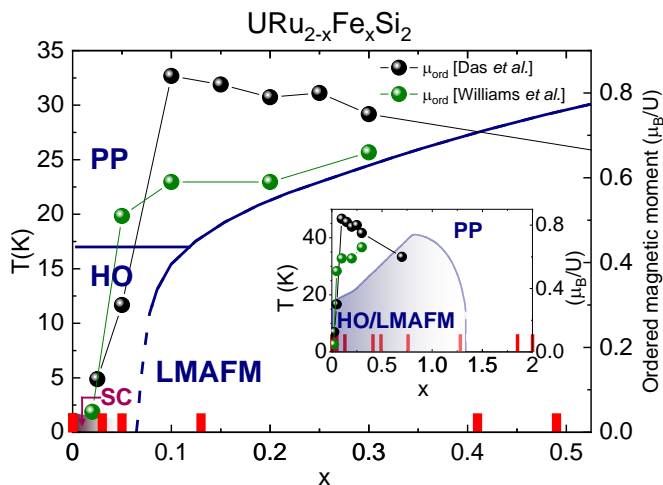 URu₂₋ₓFeₓSi₂
μord [Das et al.]
μord [Williams et al.]
PP
HO
LMAFM
SC
T(K)
35
30
25
20
15
10
5
0
0.0
0.1
0.2
0.3
0.4
0.5
x
Ordered magnetic moment (μB/U)
0.8
0.6
0.4
0.2
0.0
PP
HO/LMAFM
T (K)
40
20
0
0.0
0.5
1.0
1.5
2
x
(μB/U)
0.8
0.4
0.0